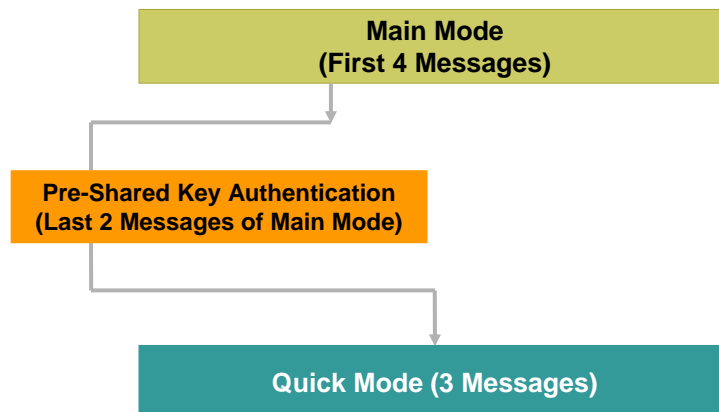 Main Mode
(First 4 Messages)
Pre-Shared Key Authentication
(Last 2 Messages of Main Mode)
Quick Mode (3 Messages)